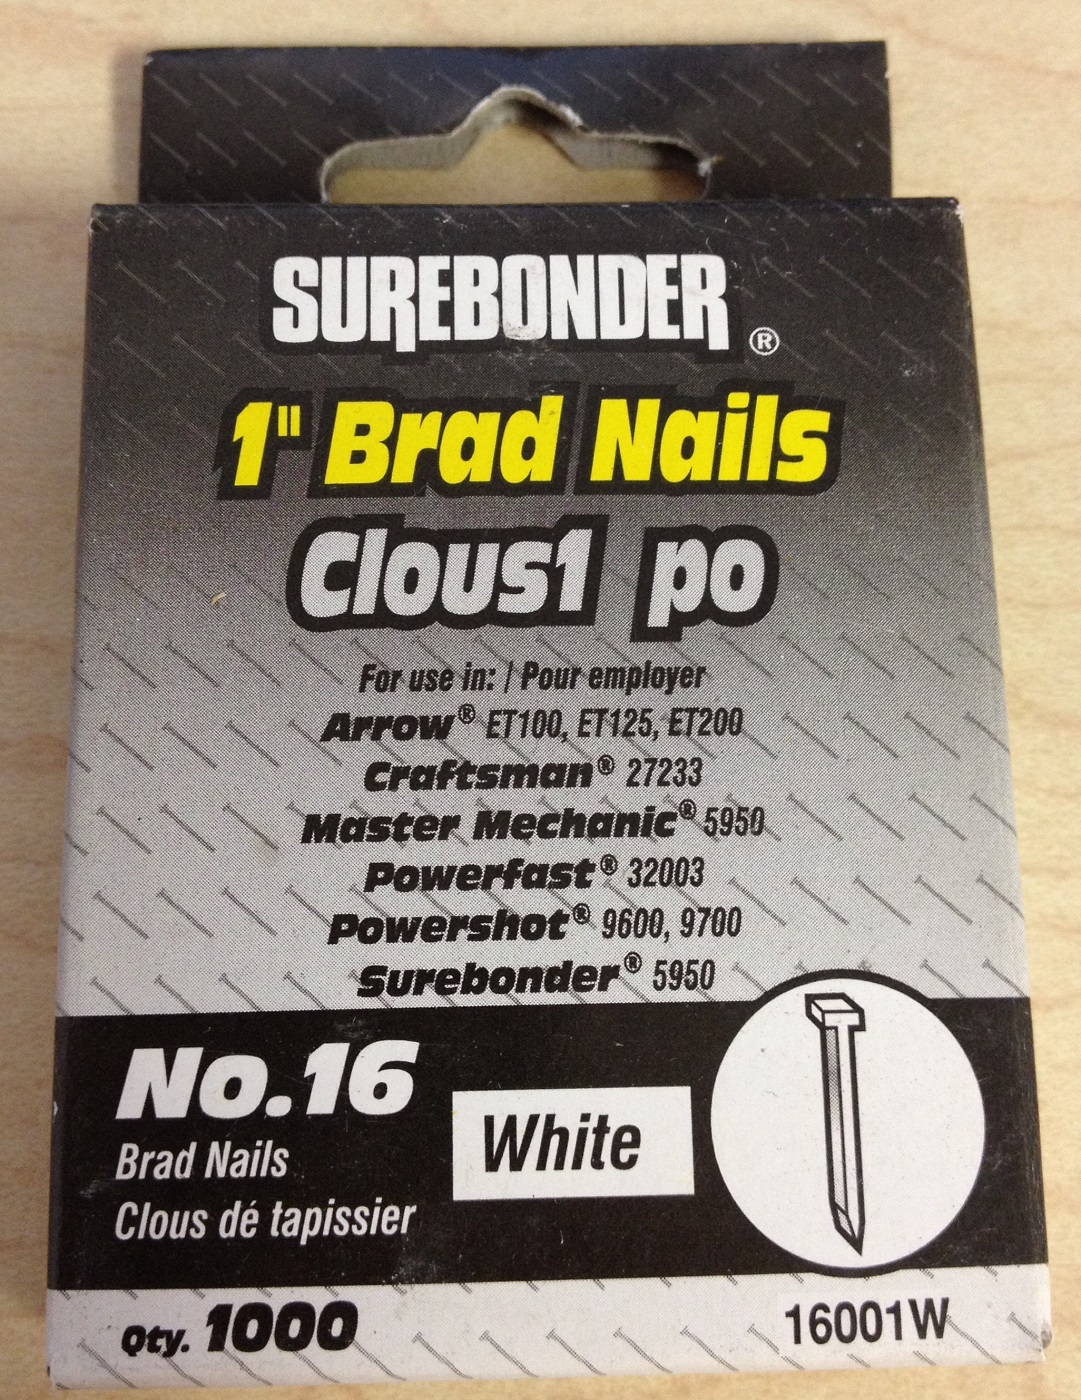 SUREBONDER®
1" Brad Nails
Clous1 po
For use in: / Pour employer
Arrow® ET100, ET125, ET200
Craftsman® 27233
Master Mechanic® 5950
Powerfast® 32003
Powershot® 9600, 9700
Surebonder® 5950
No.16
Brad Nails
Clous dé tapissier
White
Qty. 1000
16001W